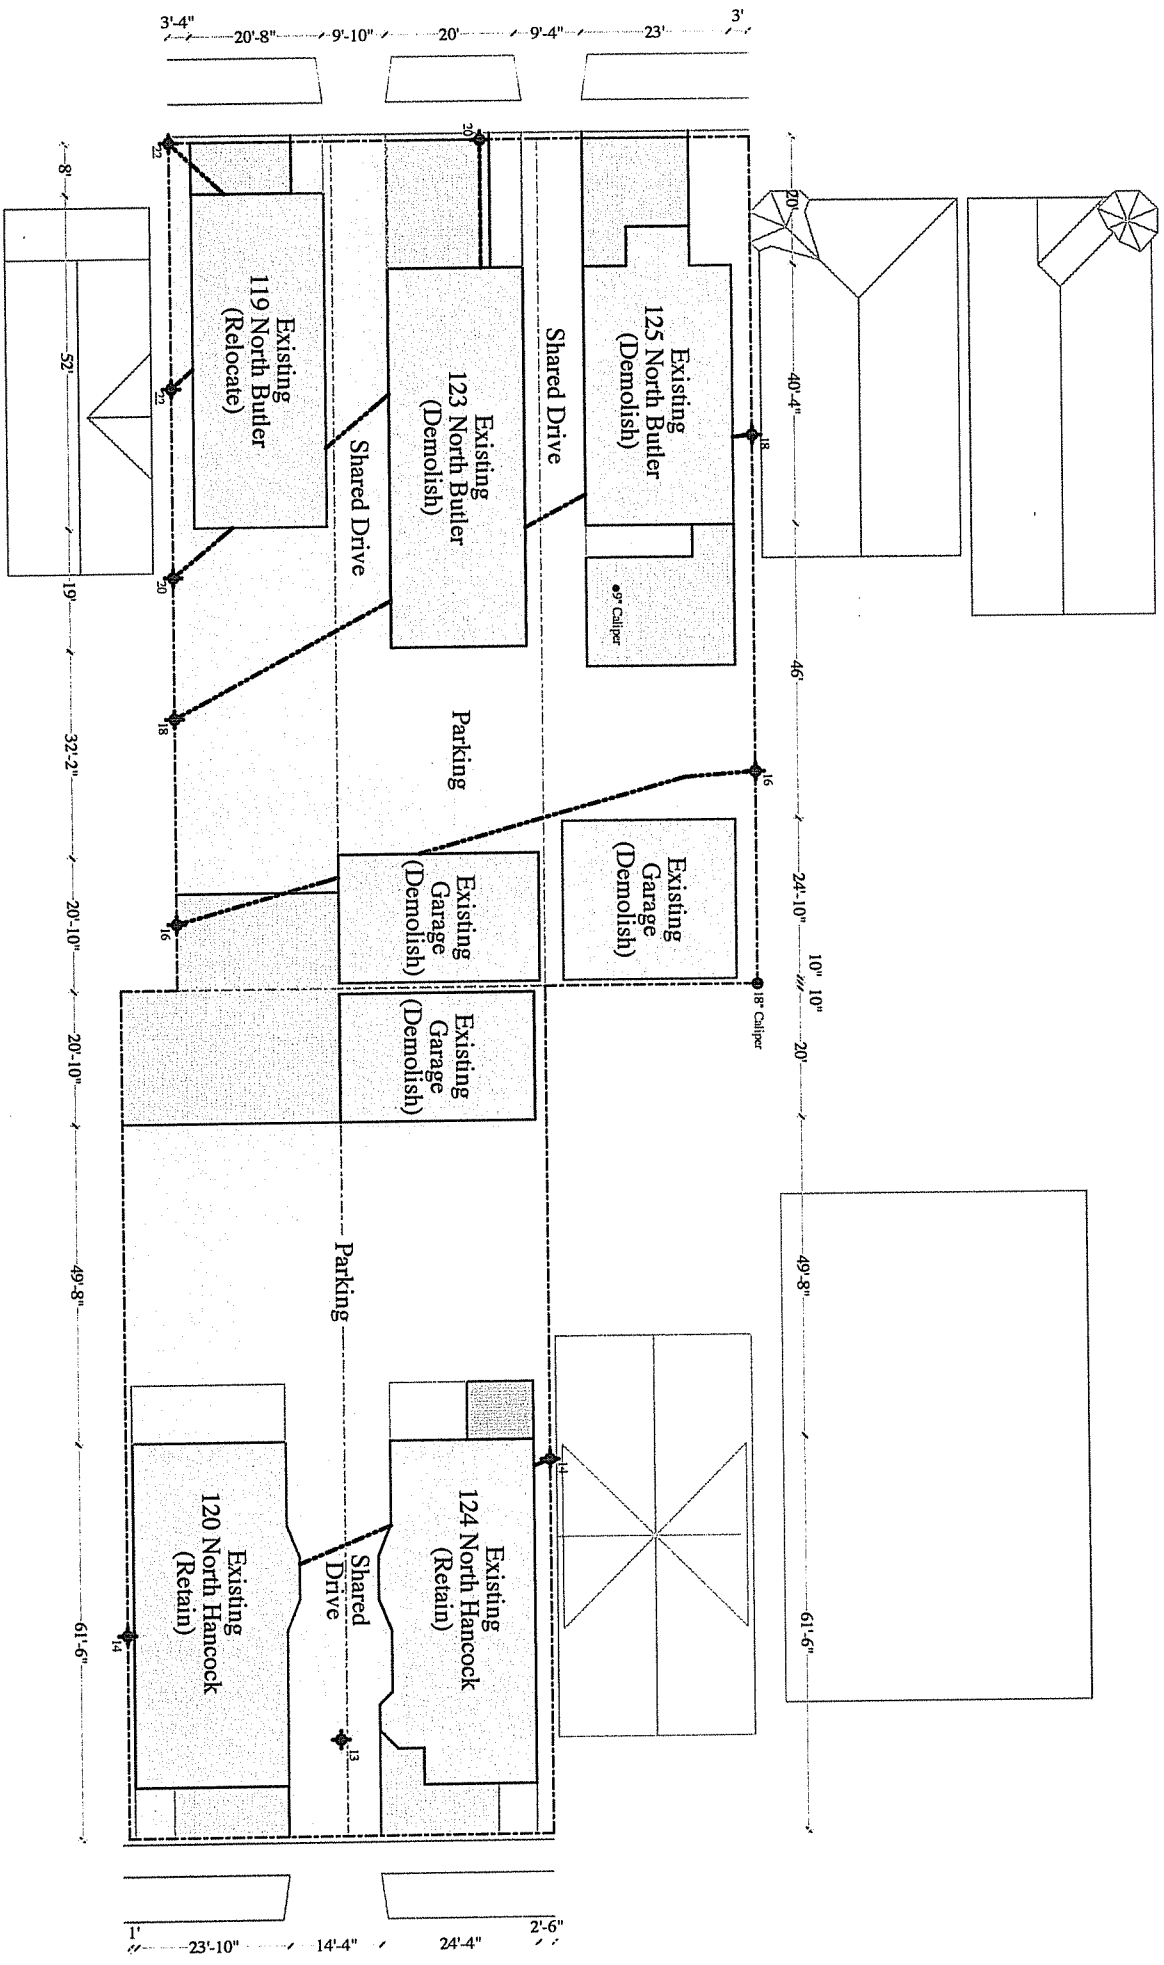 3'-4"
20'-8"
9'-10"
20'
9'-4"
23'
3'
22
20
8'
20'
Existing
119 North Butler
(Relocate)
Existing
123 North Butler
(Demolish)
Existing
125 North Butler
(Demolish)
Shared Drive
Shared Drive
52'
22
18
40'-4"
20
19'
9" Caliper
46'
18
32'-2"
Parking
16
Existing
Garage
(Demolish)
Existing
Garage
(Demolish)
24'-10"
16
20'-10"
10"
10"
18" Caliper
Existing
Garage
(Demolish)
20'-10"
20'
Parking
49'-8"
49'-8"
14
Existing
120 North Hancock
(Retain)
Existing
124 North Hancock
(Retain)
Shared
Drive
14
13
61'-6"
61'-6"
1'
23'-10"
14'-4"
24'-4"
2'-6"